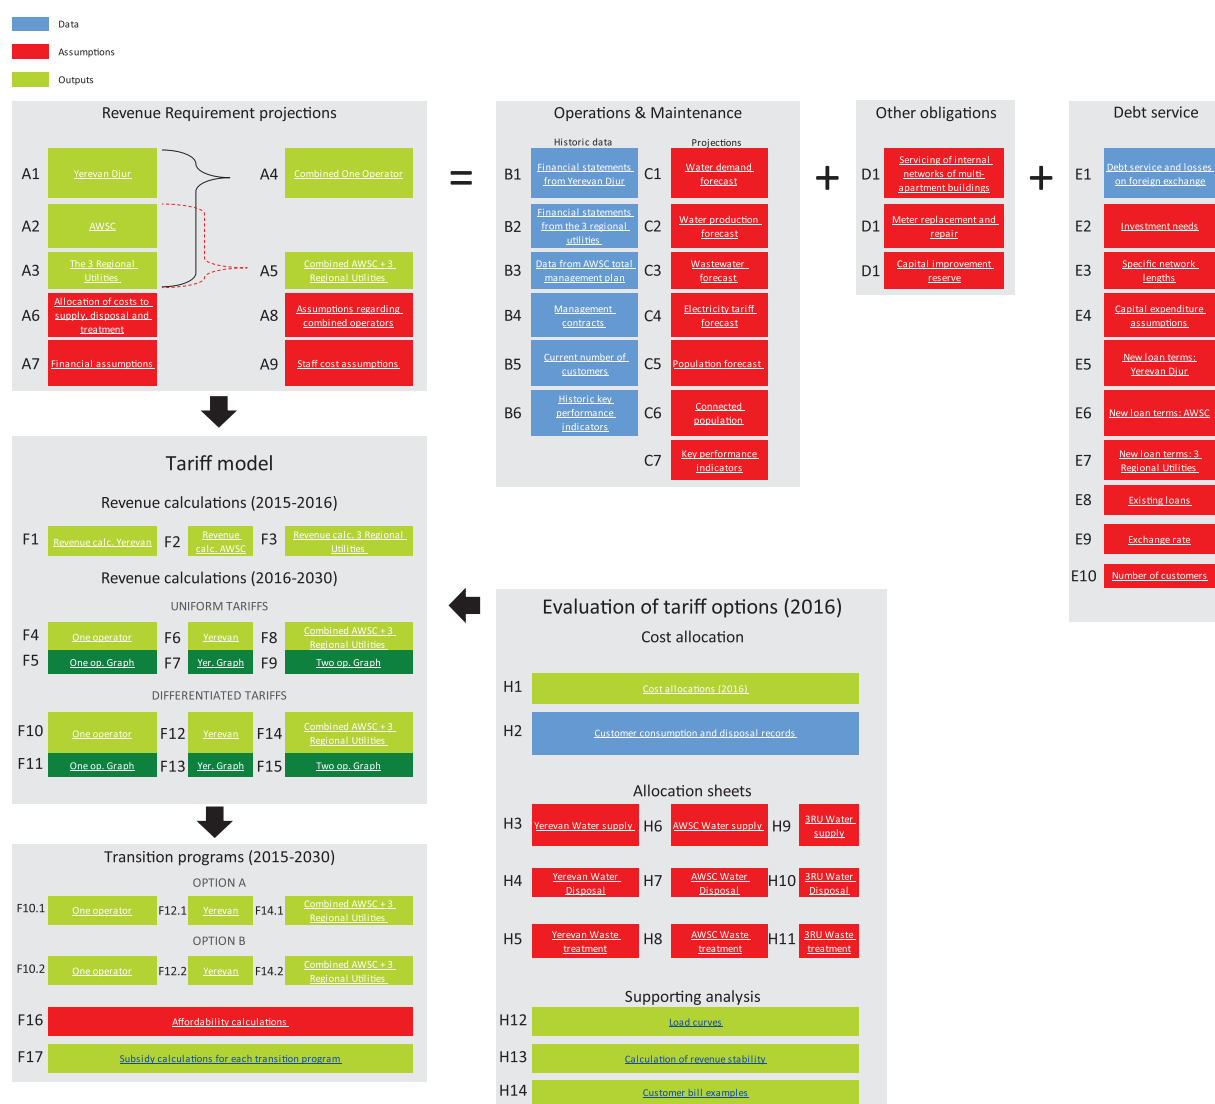 Data
Assumptions
Outputs
Revenue Requirement projections
A1
Yerevan Djur
A4
Combined One Operator
A2
AWSC
A3
The 3 Regional
Utilities
A5
Combined AWSC + 3
Regional Utilities
A6
Allocation of costs to
supply, disposal and
treatment
A8
Assumptions regarding
combined operators
A7
Financial assumptions
A9
Staff cost assumptions
=
Operations & Maintenance
Historic data
Projections
B1
Financial statements
from Yerevan Djur
C1
Water demand
forecast
B2
Financial statements
from the 3 regional
utilities
C2
Water production
forecast
B3
Data from AWSC total
management plan
C3
Wastewater
forecast
B4
Management
contracts
C4
Electricity tariff
forecast
B5
Current number of
customers
C5
Population forecast
B6
Historic key
performance
indicators
C6
Connected
population
C7
Key performance
indicators
+
Other obligations
D1
Servicing of internal
networks of multi-
apartment buildings
D1
Meter replacement and
repair
D1
Capital improvement
reserve
+
Debt service
E1
Debt service and losses
on foreign exchange
E2
Investment needs
E3
Specific network
lengths
E4
Capital expenditure
assumptions
E5
New loan terms:
Yerevan Djur
E6
New loan terms: AWSC
E7
New loan terms: 3
Regional Utilities
E8
Existing loans
E9
Exchange rate
E10
Number of customers
Tariff model
Revenue calculations (2015-2016)
F1
Revenue calc. Yerevan
F2
Revenue
calc. AWSC
F3
Revenue calc. 3 Regional
Utilities
Revenue calculations (2016-2030)
UNIFORM TARIFFS
F4
One operator
F6
Yerevan
F8
Combined AWSC + 3
Regional Utilities
F5
One op. Graph
F7
Yer. Graph
F9
Two op. Graph
DIFFERENTIATED TARIFFS
F10
One operator
F12
Yerevan
F14
Combined AWSC + 3
Regional Utilities
F11
One op. Graph
F13
Yer. Graph
F15
Two op. Graph
Transition programs (2015-2030)
OPTION A
F10.1
One operator
F12.1
Yerevan
F14.1
Combined AWSC + 3
Regional Utilities
OPTION B
F10.2
One operator
F12.2
Yerevan
F14.2
Combined AWSC + 3
Regional Utilities
F16
Affordability calculations
F17
Subsidy calculations for each transition program
Evaluation of tariff options (2016)
Cost allocation
H1
Cost allocations (2016)
H2
Customer consumption and disposal records
Allocation sheets
H3
Yerevan Water supply
H6
AWSC Water supply
H9
3RU Water
supply
H4
Yerevan Water
Disposal
H7
AWSC Water
Disposal
H10
3RU Water
Disposal
H5
Yerevan Waste
treatment
H8
AWSC Waste
treatment
H11
3RU Waste
treatment
Supporting analysis
H12
Load curves
H13
Calculation of revenue stability
H14
Customer bill examples